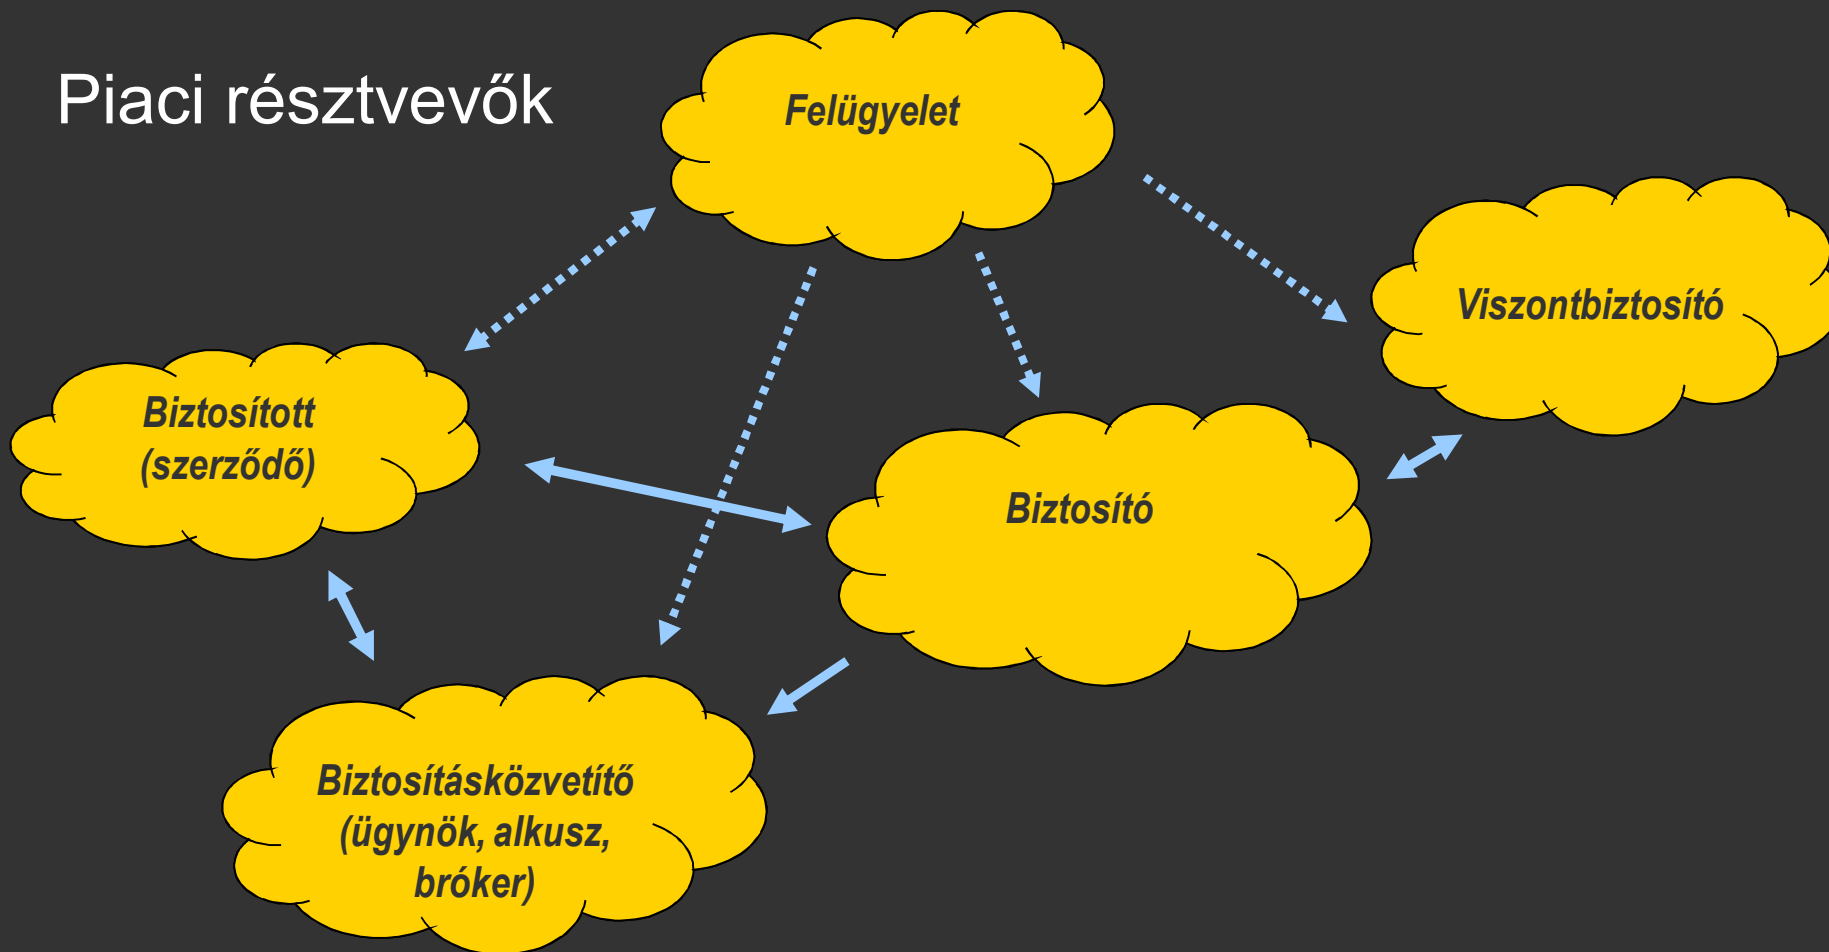 Piaci résztvevők
Felügyelet
Viszontbiztosító
Biztosított
(szerződő)
Biztosító
Biztosításközvetítő
(ügynök, alkusz,
bróker)